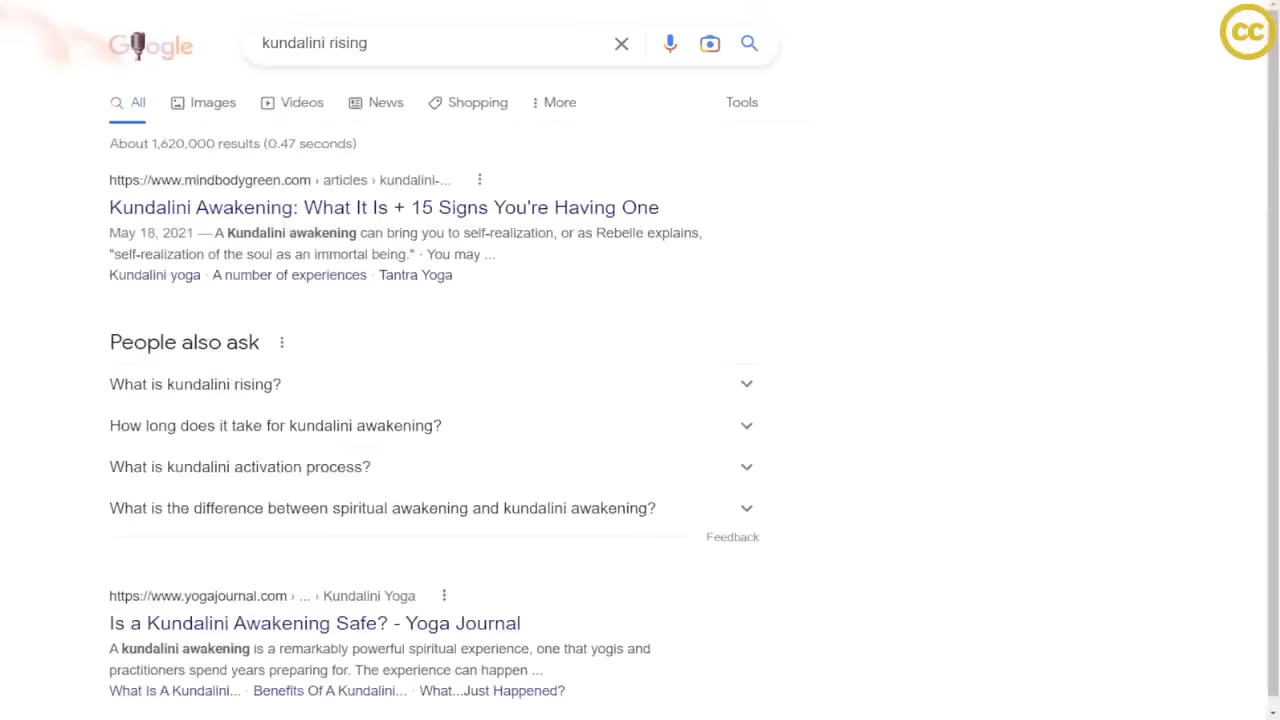 Google
kundalini rising
CC
All Images Videos News Shopping More Tools
About 1,620,000 results (0.47 seconds)
https://www.mindbodygreen.com › articles › kundalini-...
Kundalini Awakening: What It Is + 15 Signs You're Having One
May 18, 2021 — A Kundalini awakening can bring you to self-realization, or as Rebelle explains,
"self-realization of the soul as an immortal being." · You may ...
Kundalini yoga · A number of experiences · Tantra Yoga
People also ask
What is kundalini rising?
How long does it take for kundalini awakening?
What is kundalini activation process?
What is the difference between spiritual awakening and kundalini awakening?
Feedback
https://www.yogajournal.com › ... › Kundalini Yoga
Is a Kundalini Awakening Safe? - Yoga Journal
A kundalini awakening is a remarkably powerful spiritual experience, one that yogis and
practitioners spend years preparing for. The experience can happen ...
What Is A Kundalini... · Benefits Of A Kundalini... · What...Just Happened?